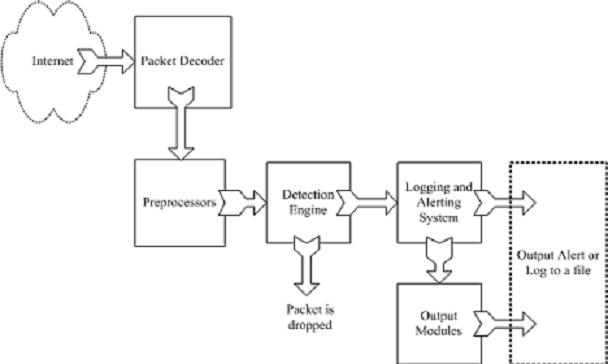 Internet
Packet Decoder
Preprocessors
Detection
Engine
Logging and
Alerting
System
Output Alert or
Log to a file
Packet is
dropped
Output
Modules